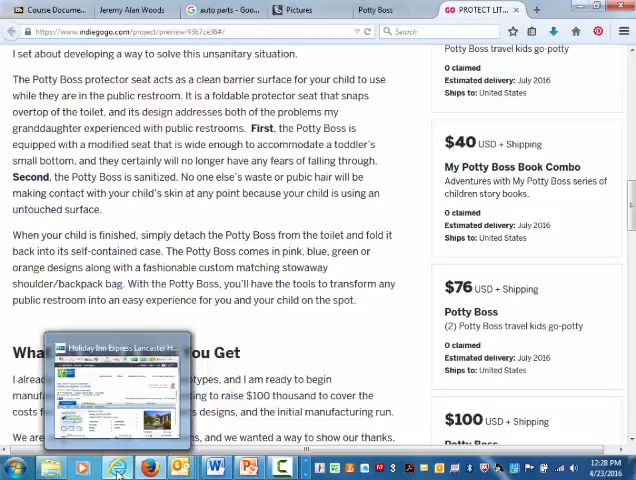 Course Docume...
Jeremy Alan Woods
auto parts - Goo...
Pictures
Potty Boss
GO PROTECT LIT...
https://www.indiegogo.com/project/preview/4367ce36#/
Search
I set about developing a way to solve this unsanitary situation.
The Potty Boss protector seat acts as a clean barrier surface for your child to use
while they are in the public restroom. It is a foldable protector seat that snaps
overtop of the toilet, and its design addresses both of the problems my
granddaughter experienced with public restrooms. First, the Potty Boss is
equipped with a modified seat that is wide enough to accommodate a toddler's
small bottom, and they certainly will no longer have any fears of falling through.
Second, the Potty Boss is sanitized. No one else's waste or pubic hair will be
making contact with your child's skin at any point because your child is using an
untouched surface.
When your child is finished, simply detach the Potty Boss from the toilet and fold it
back into its self-contained case. The Potty Boss comes in pink, blue, green or
orange designs along with a fashionable custom matching stowaway
shoulder/backpack bag. With the Potty Boss, you'll have the tools to transform any
public restroom into an easy experience for you and your child on the spot.
Wha
You Get
I alread
otypes, and I am ready to begin
manufa
ting to raise $100 thousand to cover the
costs f
's designs, and the initial manufacturing run.
We are
s, and we wanted a way to show our thanks.
Holiday Inn Express Lancaster H...
Potty Boss travel kids go-potty
0 claimed
Estimated delivery: July 2016
Ships to: United States
$40 USD + Shipping
My Potty Boss Book Combo
Adventures with My Potty Boss series of
children story books.
0 claimed
Estimated delivery: July 2016
Ships to: United States
$76 USD + Shipping
Potty Boss
(2) Potty Boss travel kids go-potty
0 claimed
Estimated delivery: July 2016
Ships to: United States
$100 USD + Shipping
Potty Boss
12:28 PM
4/23/2016